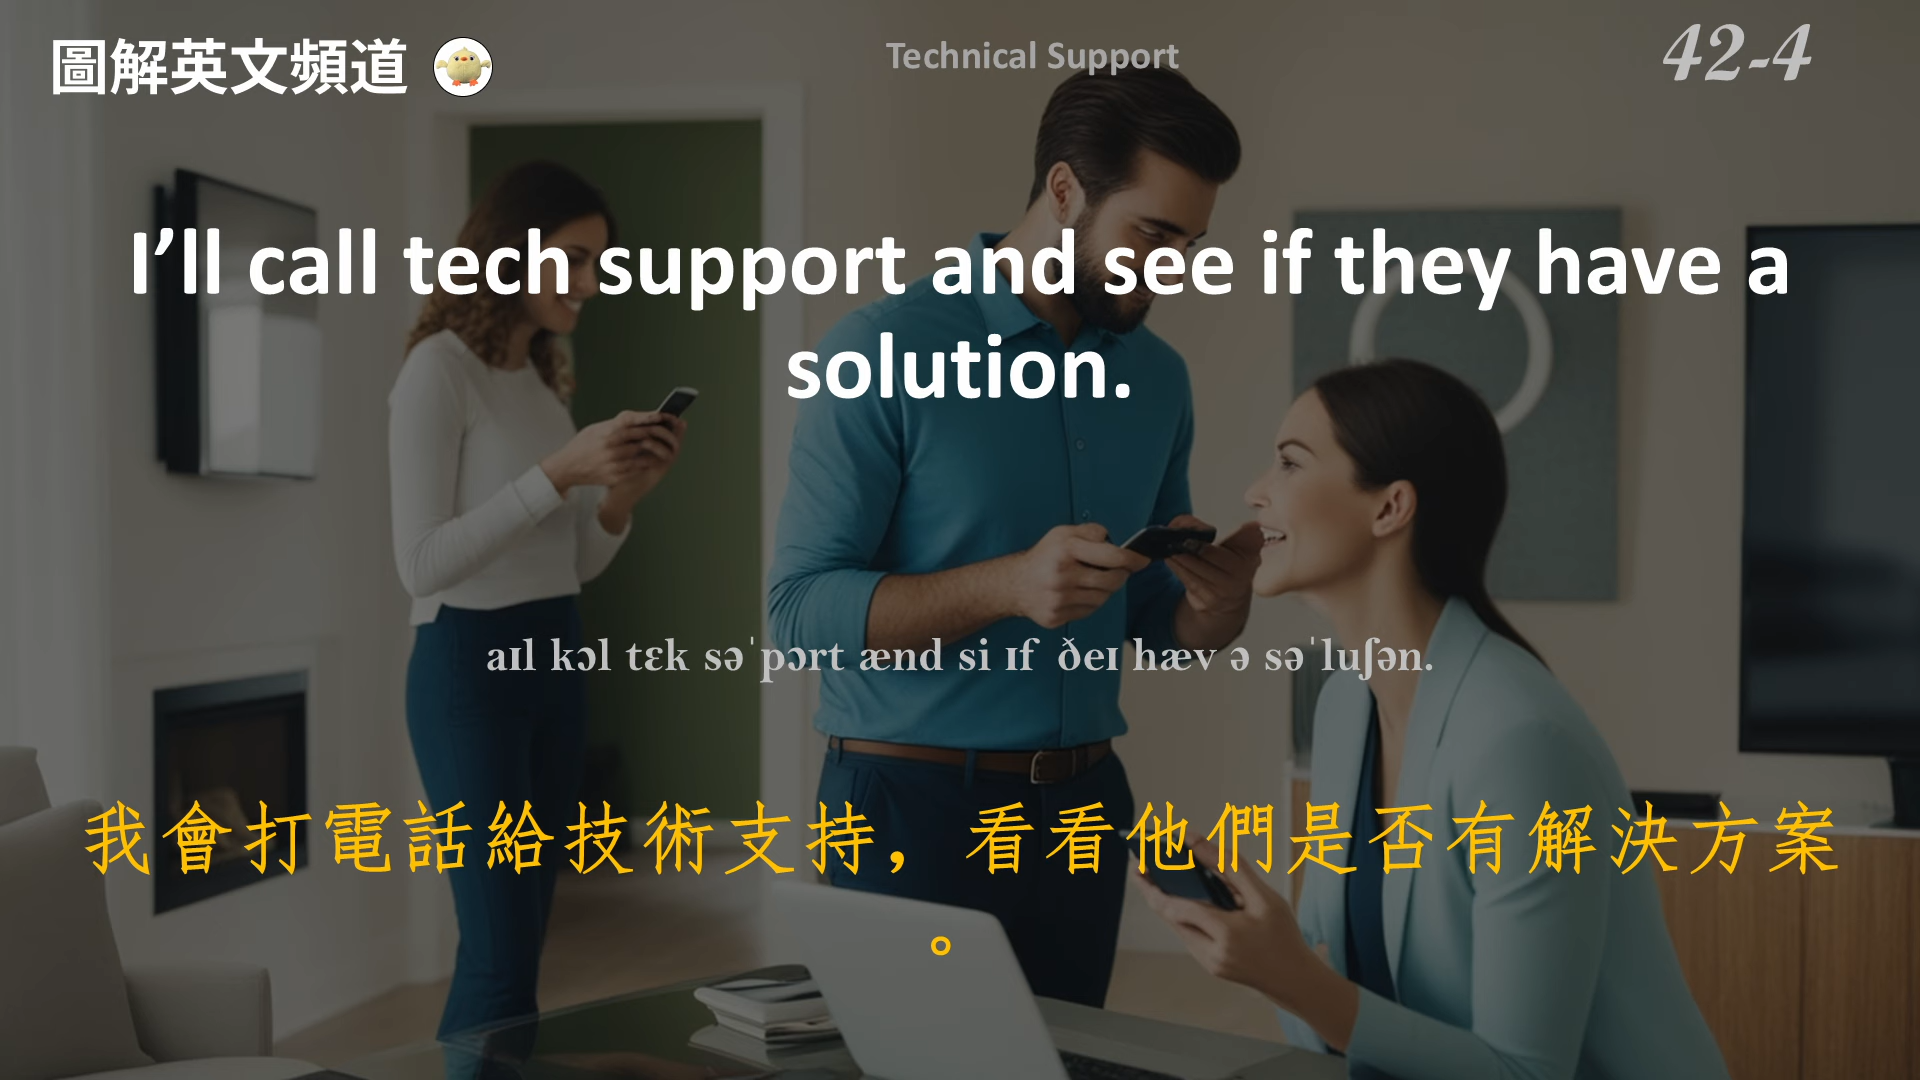 圖解英文頻道
Technical Support
42-4
I’ll call tech support and see if they have a
solution.
aɪl kɔl tɛk səˈpɔrt ænd si ɪf ðeɪ hæv ə səˈluʃən.
我會打電話給技術支持，看看他們是否有解決方案
。